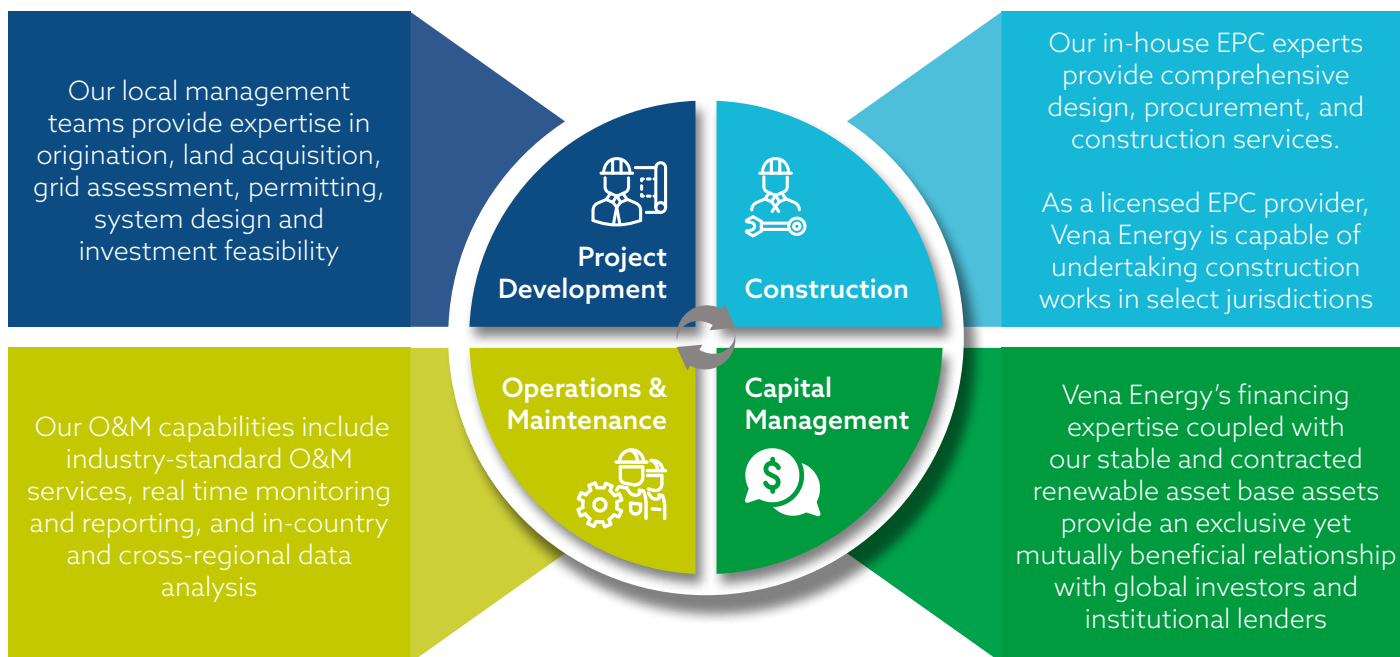 Our local management
teams provide expertise in
origination, land acquisition,
grid assessment, permitting,
system design and
investment feasibility
Project
Development
Construction
Our in-house EPC experts
provide comprehensive
design, procurement, and
construction services.
As a licensed EPC provider,
Vena Energy is capable of
undertaking construction
works in select jurisdictions
Our O&M capabilities include
industry-standard O&M
services, real time monitoring
and reporting, and in-country
and cross-regional data
analysis
Operations &
Maintenance
Capital
Management
$
Vena Energy’s financing
expertise coupled with
our stable and contracted
renewable asset base assets
provide an exclusive yet
mutually beneficial relationship
with global investors and
institutional lenders